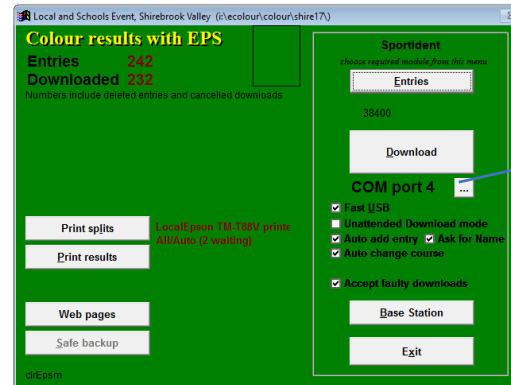 Local and Schools Event, Shirebrook Valley (i:\ecolour\colour\shire17\)
Colour results with EPS
Entries 242
Downloaded 232
Numbers include deleted entries and cancelled downloads
Print splits
LocalEpson TM-T88V printe
All/Auto (2 waiting)
Print results
Web pages
Safe backup
clrEpsm
SportIdent
choose required module from this menu
Entries
38400
Download
COM port 4 ...
Fast USB
Unattended Download mode
Auto add entry Ask for Name
Auto change course
Accept faulty downloads
Base Station
Exit